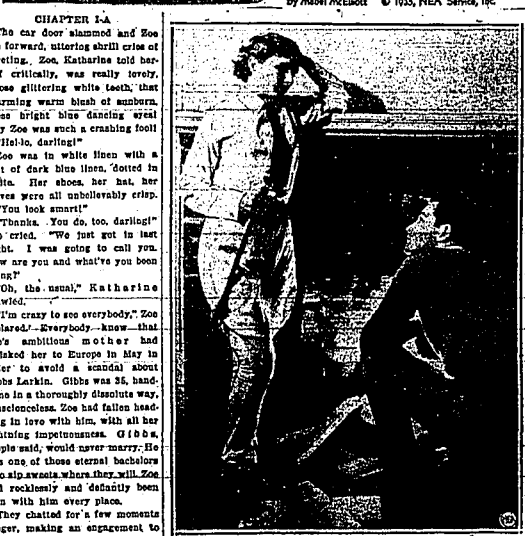 by Mabel McElliott © 1933, NEA Service, Inc.
CHAPTER I-A
The car door slammed and Zoe
forward, uttering shrill cries of
eting. Zoe, Katharine told her-
f critically, was really lovely,
ose glittering white teeth, that
arming warm blush of sunburn,
se bright blue dancing eyes!
y Zoe was such a crashing fool!
"Hel-lo, darling!"
Zoe was in white linen with a
t of dark blue linen, dotted in
ite. Her shoes, her hat, her
ves were all unbelievably crisp.
"You look smart!"
"Thanks. You do, too, darling!"
cried. "We just got in last
ht. I was going to call you.
w are you and what've you been
ng?"
"Oh, the usual," Katharine
wled.
"I'm crazy to see everybody," Zoe
lared. Everybody knew that
e's ambitious mother had
isked her to Europe in May in
er to avoid a scandal about
bs Larkin. Gibbs was 35, hand-
me in a thoroughly dissolute way,
scienceless. Zoe had fallen head-
g in love with him, with all her
htning impetuousness. Gibbs,
ple said, would never marry. He
s one of those eternal bachelors
o sip sweets where they will. Zoe
d recklessly and defiantly been
n with him every place.
They chatted for a few moments
ger, making an engagement to